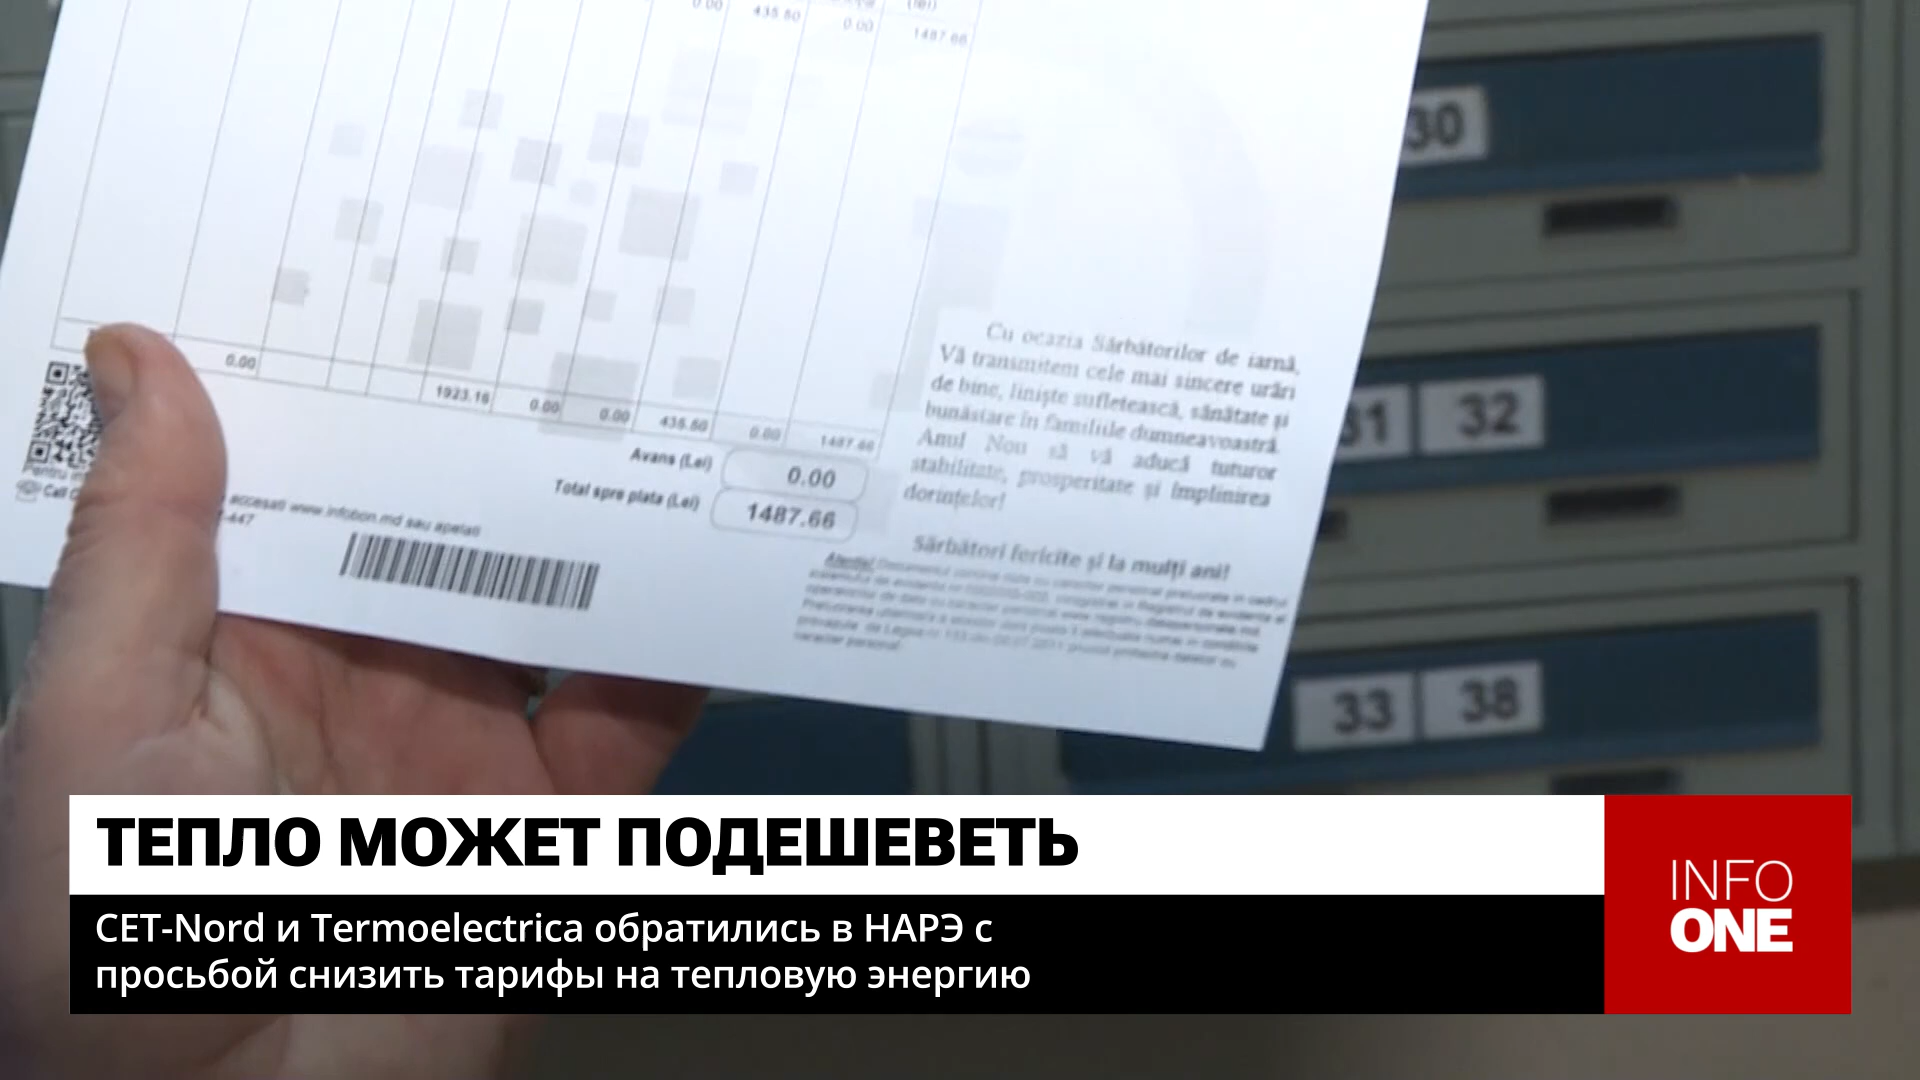 0.00
435.50
0.00
(lei)
1487.66
30
31 32
33 38
0.00
1923.16 0.00 0.00 435.50 0.00 1487.66
Avans (Lei) 0.00
Total spre plata (Lei) 1487.66
accesati www.infobon.md sau apelati
Cu ocazia Sărbătorilor de iarnă,
Vă transmitem cele mai sincere urări
de bine, liniște sufletească, sănătate și
bunăstare în familiile dumneavoastră.
Anul Nou să vă aducă tuturor
stabilitate, prosperitate și împlinirea
dorințelor!
Sărbători fericite și la mulți ani!
ТЕПЛО МОЖЕТ ПОДЕШЕВЕТЬ
CET-Nord и Termoelectrica обратились в НАРЭ с
просьбой снизить тарифы на тепловую энергию
INFO
ONE